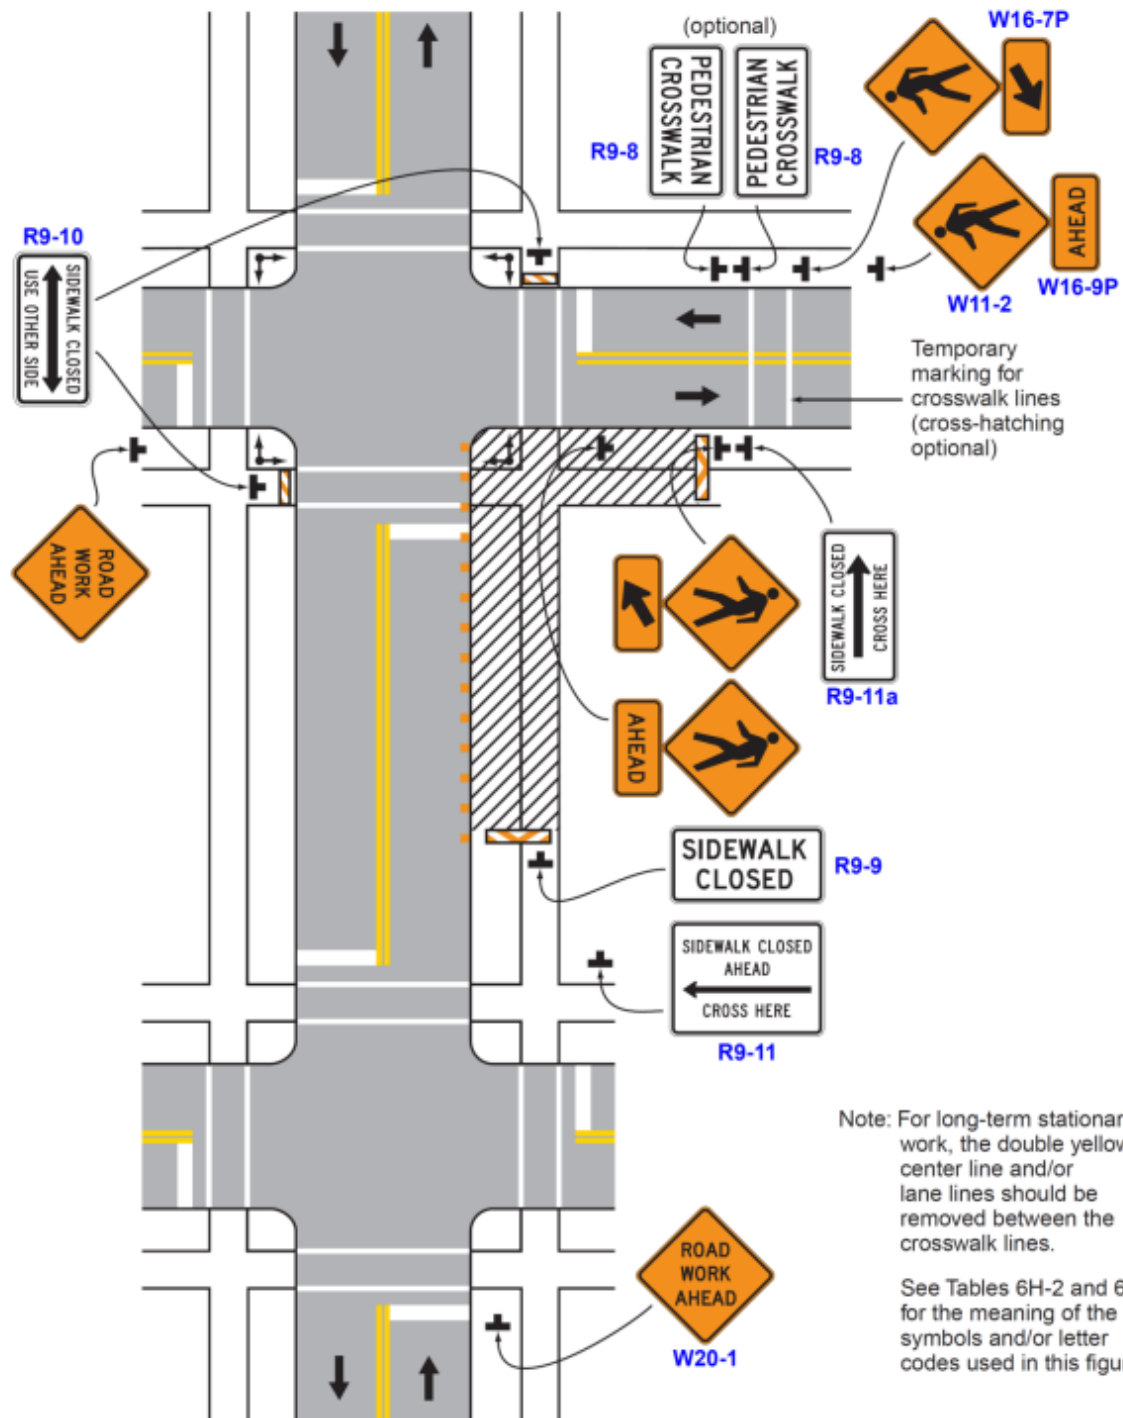 W16-7P
(optional)
PEDESTRIAN
CROSSWALK
PEDESTRIAN
CROSSWALK
R9-8
R9-8
AHEAD
W11-2
W16-9P
R9-10
SIDEWALK CLOSED
USE OTHER SIDE
Temporary
marking for
crosswalk lines
(cross-hatching
optional)
ROAD
WORK
AHEAD
SIDEWALK CLOSED
CROSS HERE
R9-11a
AHEAD
SIDEWALK
CLOSED
R9-9
SIDEWALK CLOSED
AHEAD
CROSS HERE
R9-11
Note: For long-term stationar
work, the double yellow
center line and/or
lane lines should be
removed between the
crosswalk lines.
See Tables 6H-2 and 6
for the meaning of the
symbols and/or letter
codes used in this figur
ROAD
WORK
AHEAD
W20-1